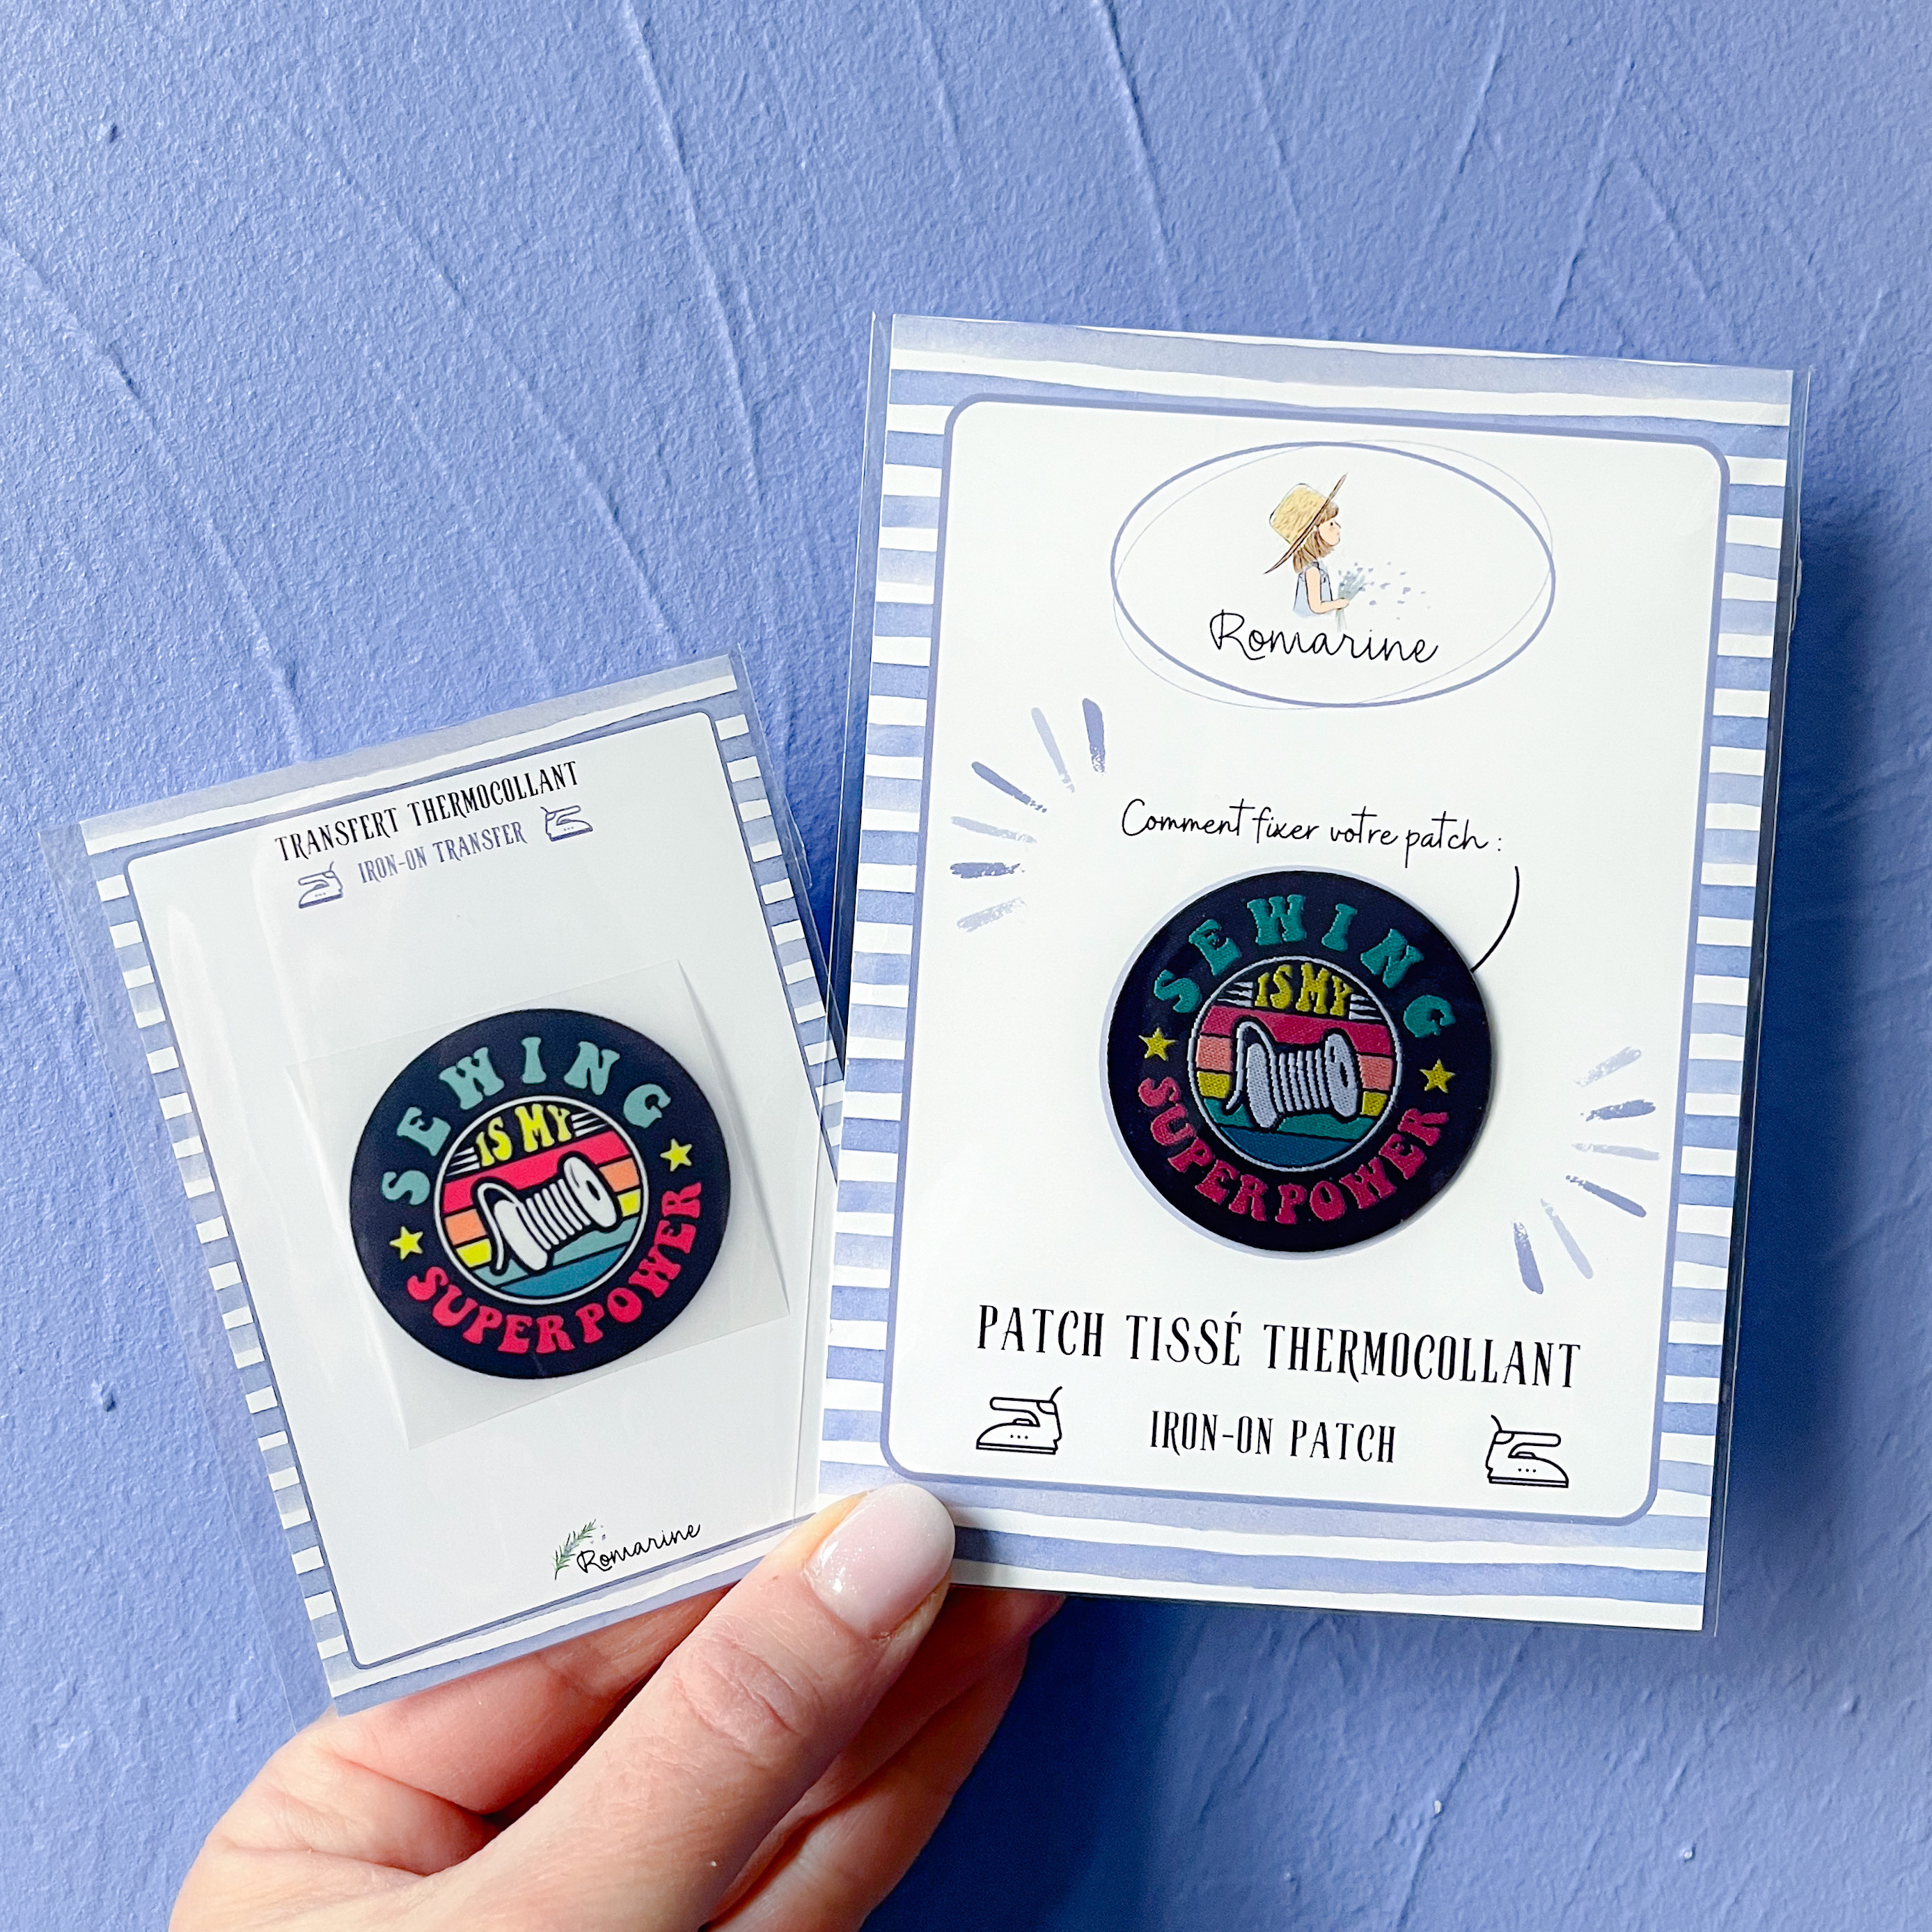 TRANSFERT THERMOCOLLANT
IRON-ON TRANSFER
SEWING
IS MY
SUPERPOWER
Romarine
Romarine
Comment fixer votre patch :
SEWING
IS MY
SUPERPOWER
PATCH TISSÉ THERMOCOLLANT
IRON-ON PATCH